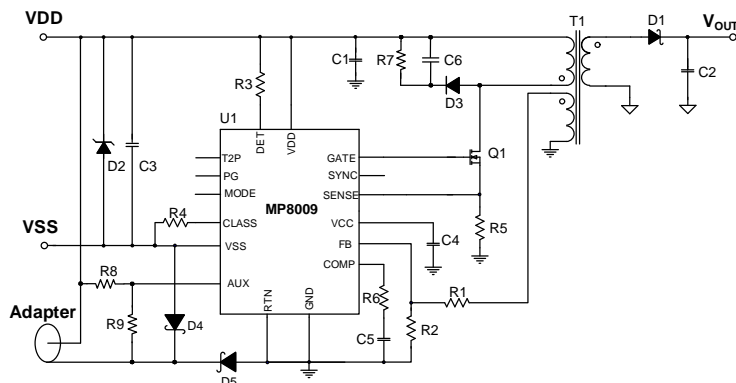 VDD
T1
D1
VOUT
C1
R7
C6
R3
D3
C2
U1
DET
VDD
D2
C3
Q1
T2P
GATE
PG
SYNC
MODE
SENSE
MP8009
R4
CLASS
VCC
R5
VSS
VSS
FB
C4
COMP
R8
AUX
R1
Adapter
R9
D4
RTN
GND
R6
R2
C5
D5